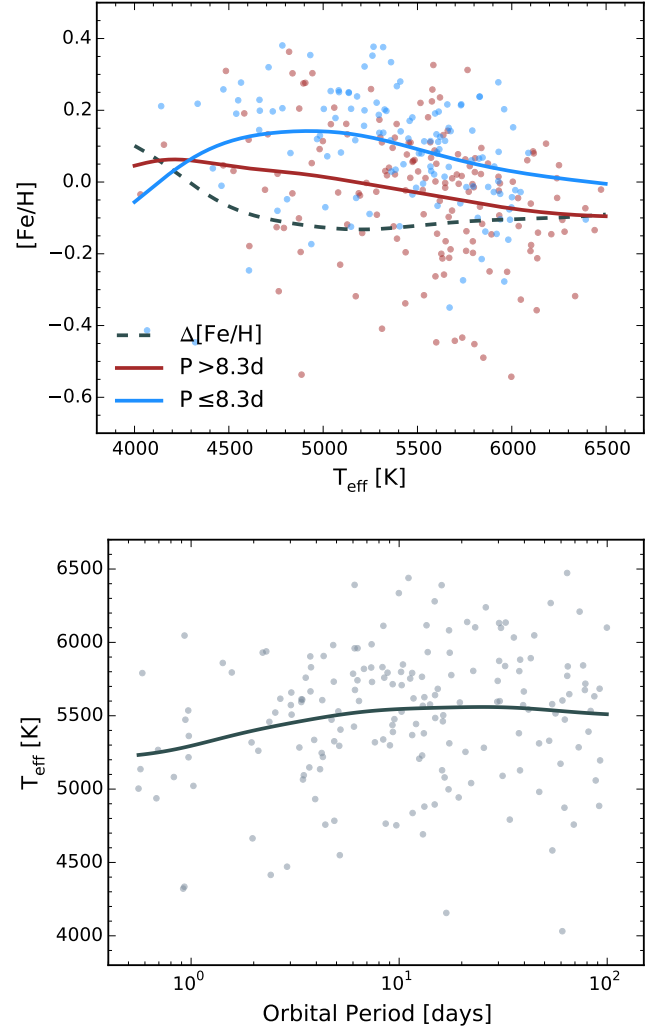 0.4
0.2
0.0
−0.2
−0.4
−0.6
[Fe/H]
Δ[Fe/H]
P >8.3d
P ≤8.3d
4000 4500 5000 5500 6000 6500
T_eff [K]
6500
6000
5500
5000
4500
4000
T_eff [K]
10^0 10^1 10^2
Orbital Period [days]